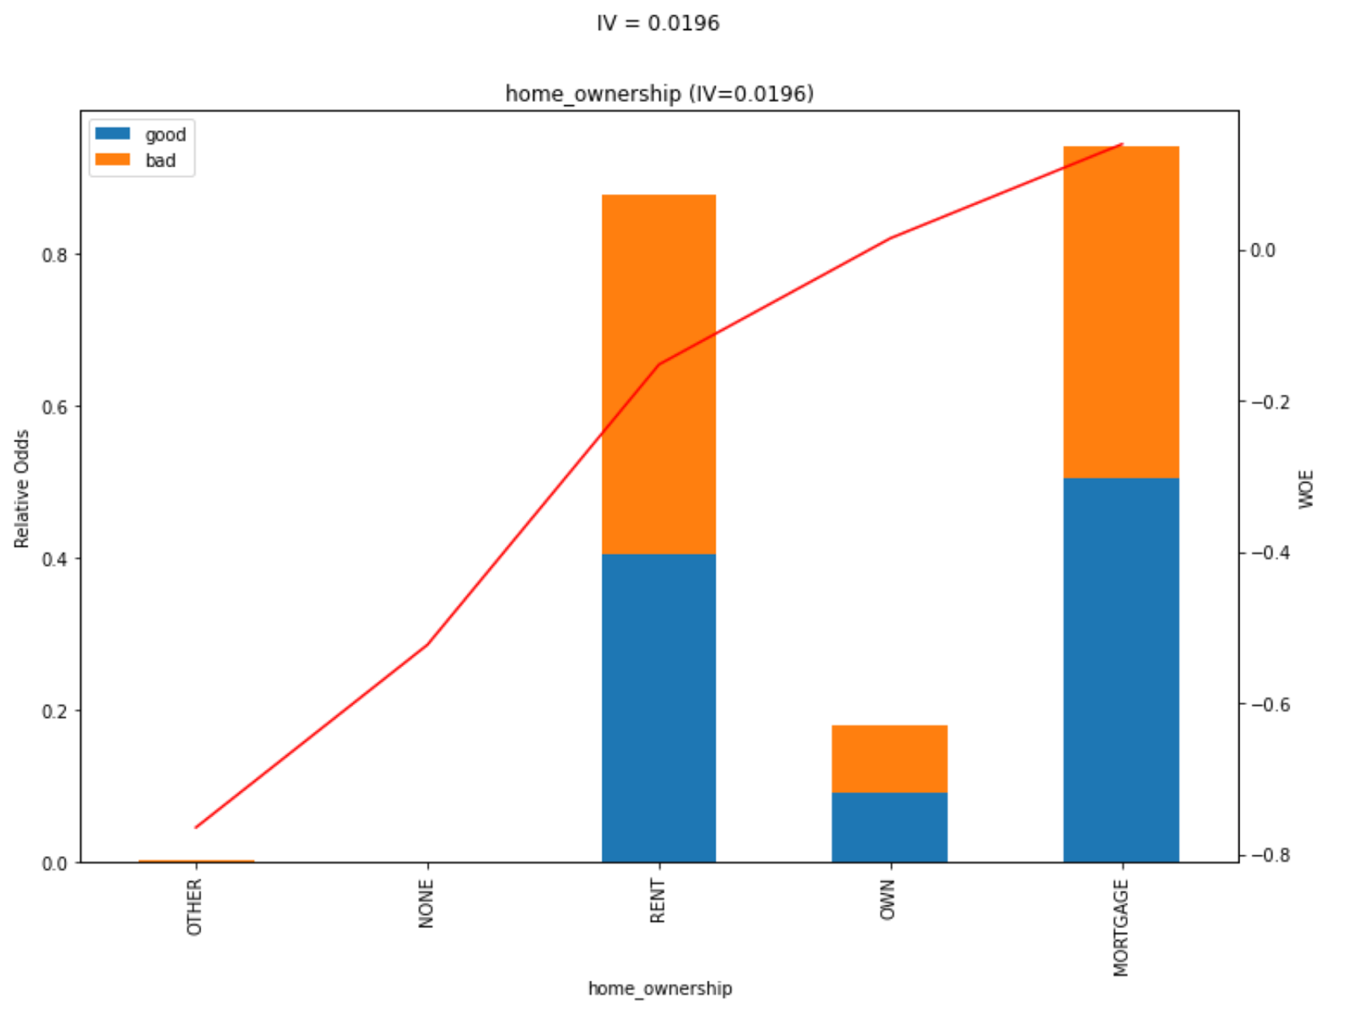 IV = 0.0196
home_ownership (IV=0.0196)
good
bad
Relative Odds
0.8
0.6
0.4
0.2
0.0
0.0
−0.2
−0.4
−0.6
−0.8
WOE
OTHER
NONE
RENT
OWN
MORTGAGE
home_ownership